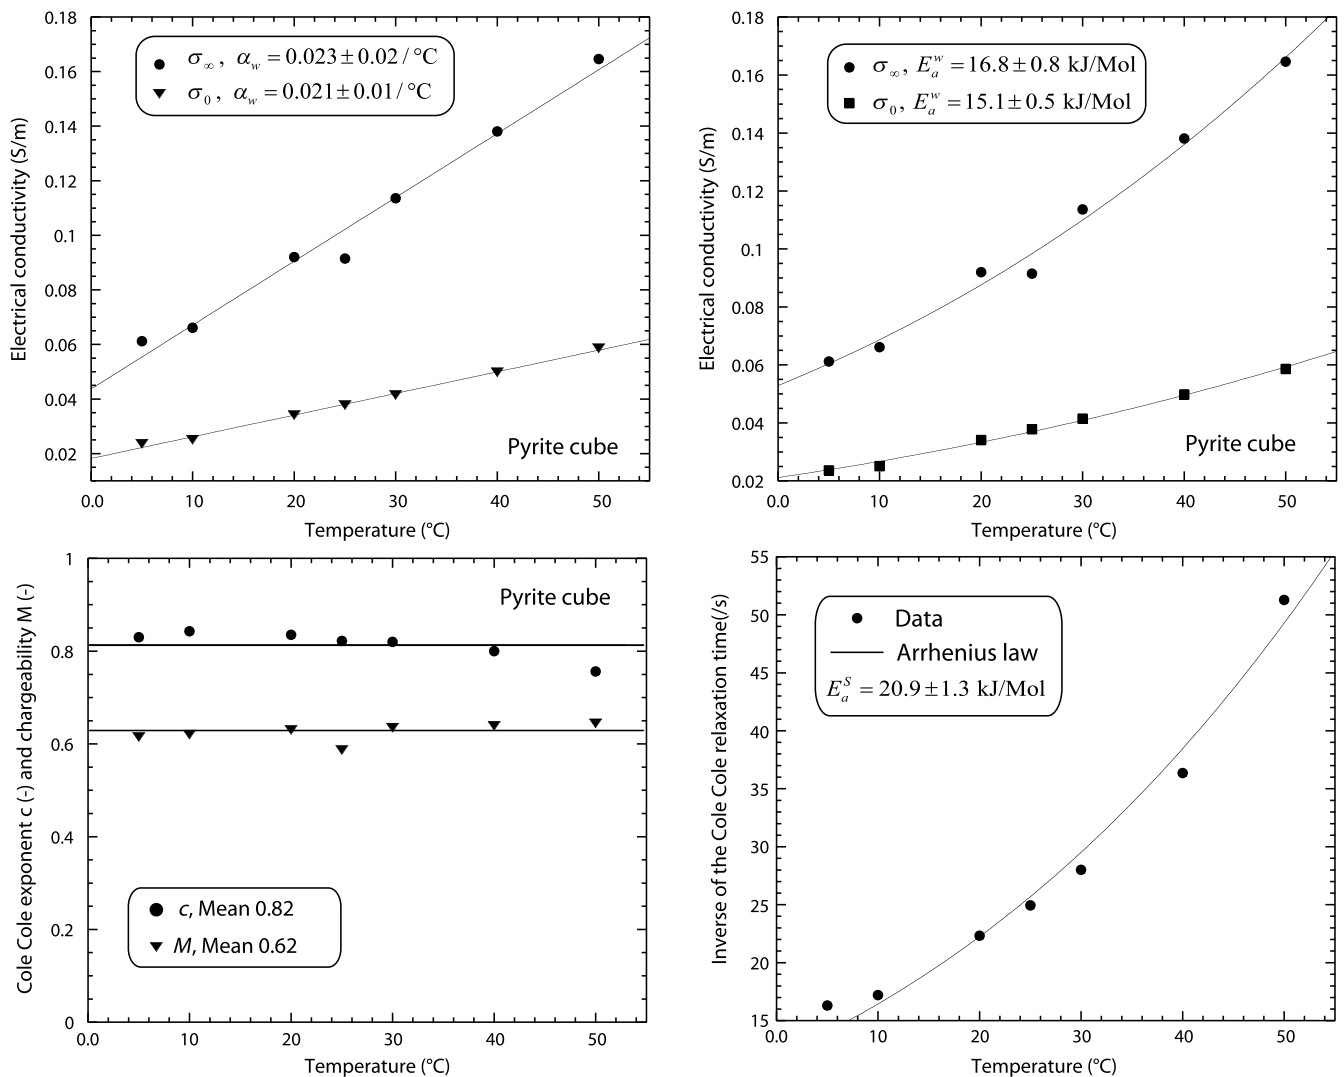 0.18
0.16
0.14
0.12
0.1
0.08
0.06
0.04
0.02
Electrical conductivity (S/m)
σ∞, αw = 0.023±0.02/°C
σ0, αw = 0.021±0.01/°C
Pyrite cube
0.0 10 20 30 40 50
Temperature (°C)
0.18
0.16
0.14
0.12
0.1
0.08
0.06
0.04
0.02
Electrical conductivity (S/m)
σ∞, Eaw = 16.8±0.8 kJ/Mol
σ0, Eaw = 15.1±0.5 kJ/Mol
Pyrite cube
0.0 10 20 30 40 50
Temperature (°C)
1
0.8
0.6
0.4
0.2
0
Cole Cole exponent c (-) and chargeability M (-)
Pyrite cube
c, Mean 0.82
M, Mean 0.62
0.0 10 20 30 40 50
Temperature (°C)
55
50
45
40
35
30
25
20
15
Inverse of the Cole Cole relaxation time(/s)
Data
Arrhenius law
EaS = 20.9±1.3 kJ/Mol
0.0 10 20 30 40 50
Temperature (°C)